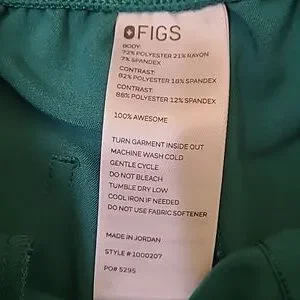 FIGS
BODY:
72% POLYESTER 21% RAYON
7% SPANDEX
CONTRAST:
82% POLYESTER 18% SPANDEX
CONTRAST:
88% POLYESTER 12% SPANDEX
100% AWESOME
TURN GARMENT INSIDE OUT
MACHINE WASH COLD
GENTLE CYCLE
DO NOT BLEACH
TUMBLE DRY LOW
COOL IRON IF NEEDED
DO NOT USE FABRIC SOFTENER
MADE IN JORDAN
STYLE # 1000207
PO# 5295